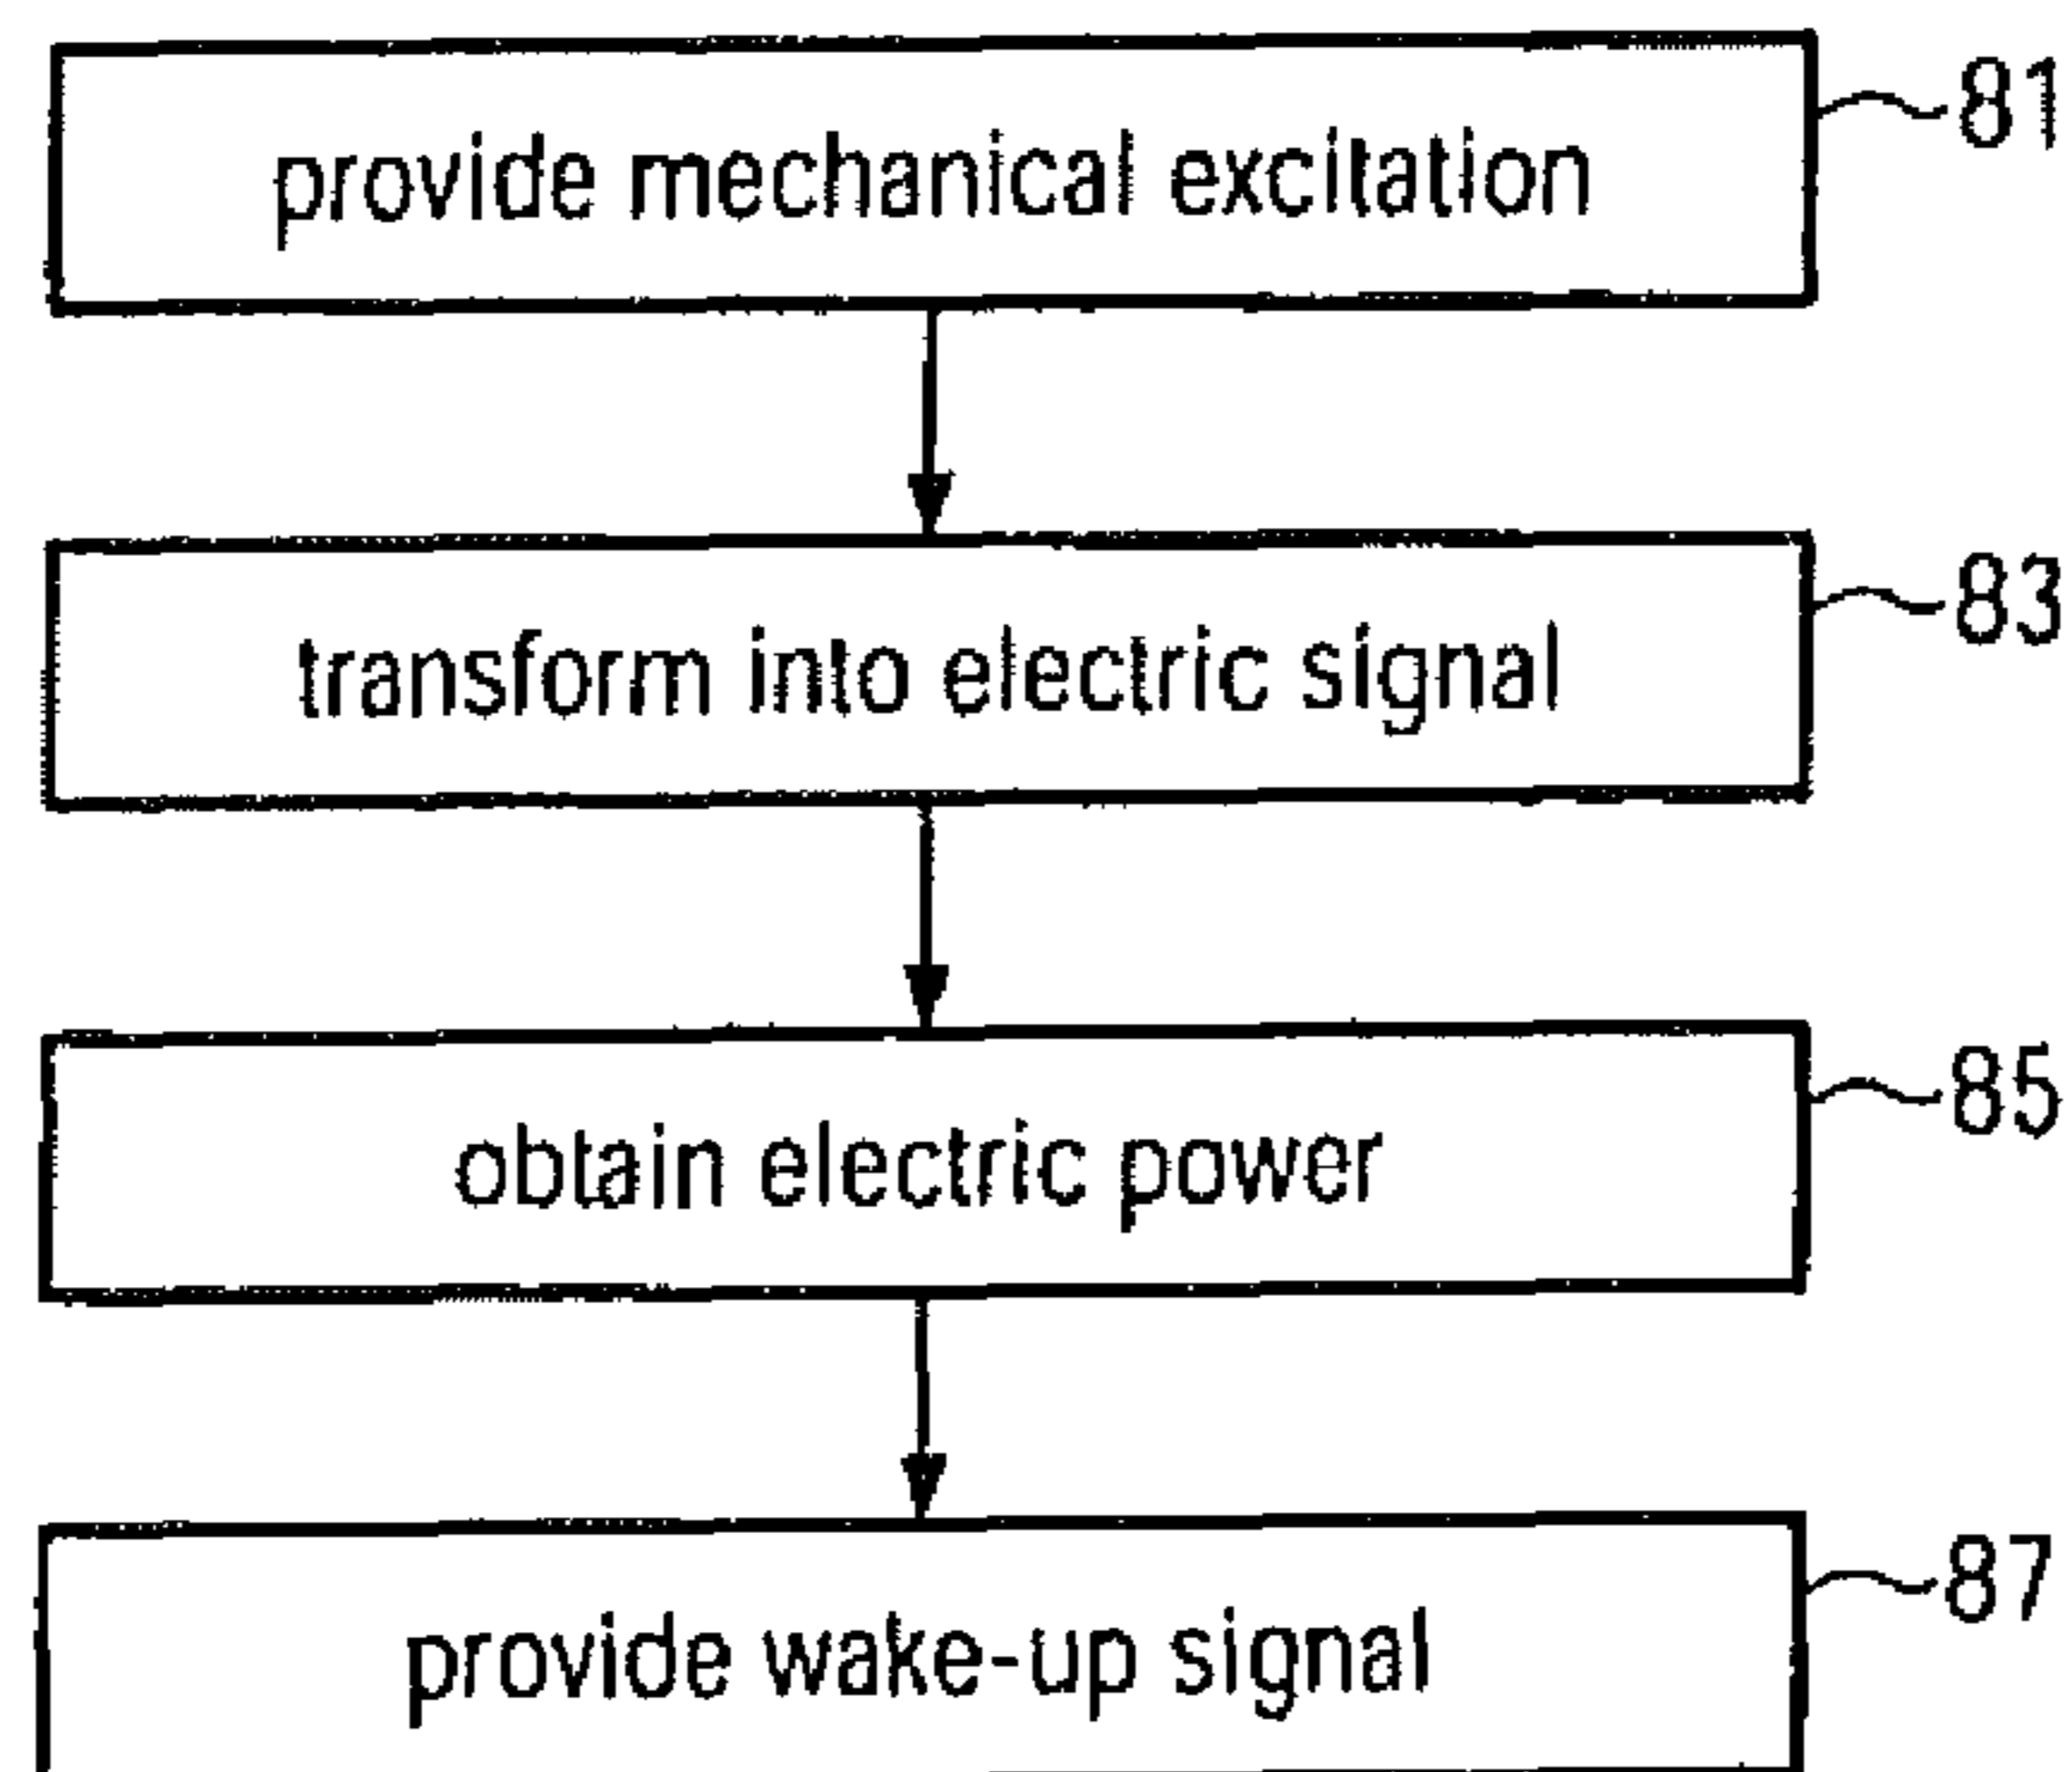 provide mechanical excitation
81
transform into electric signal
83
obtain electric power
85
provide wake-up signal
87